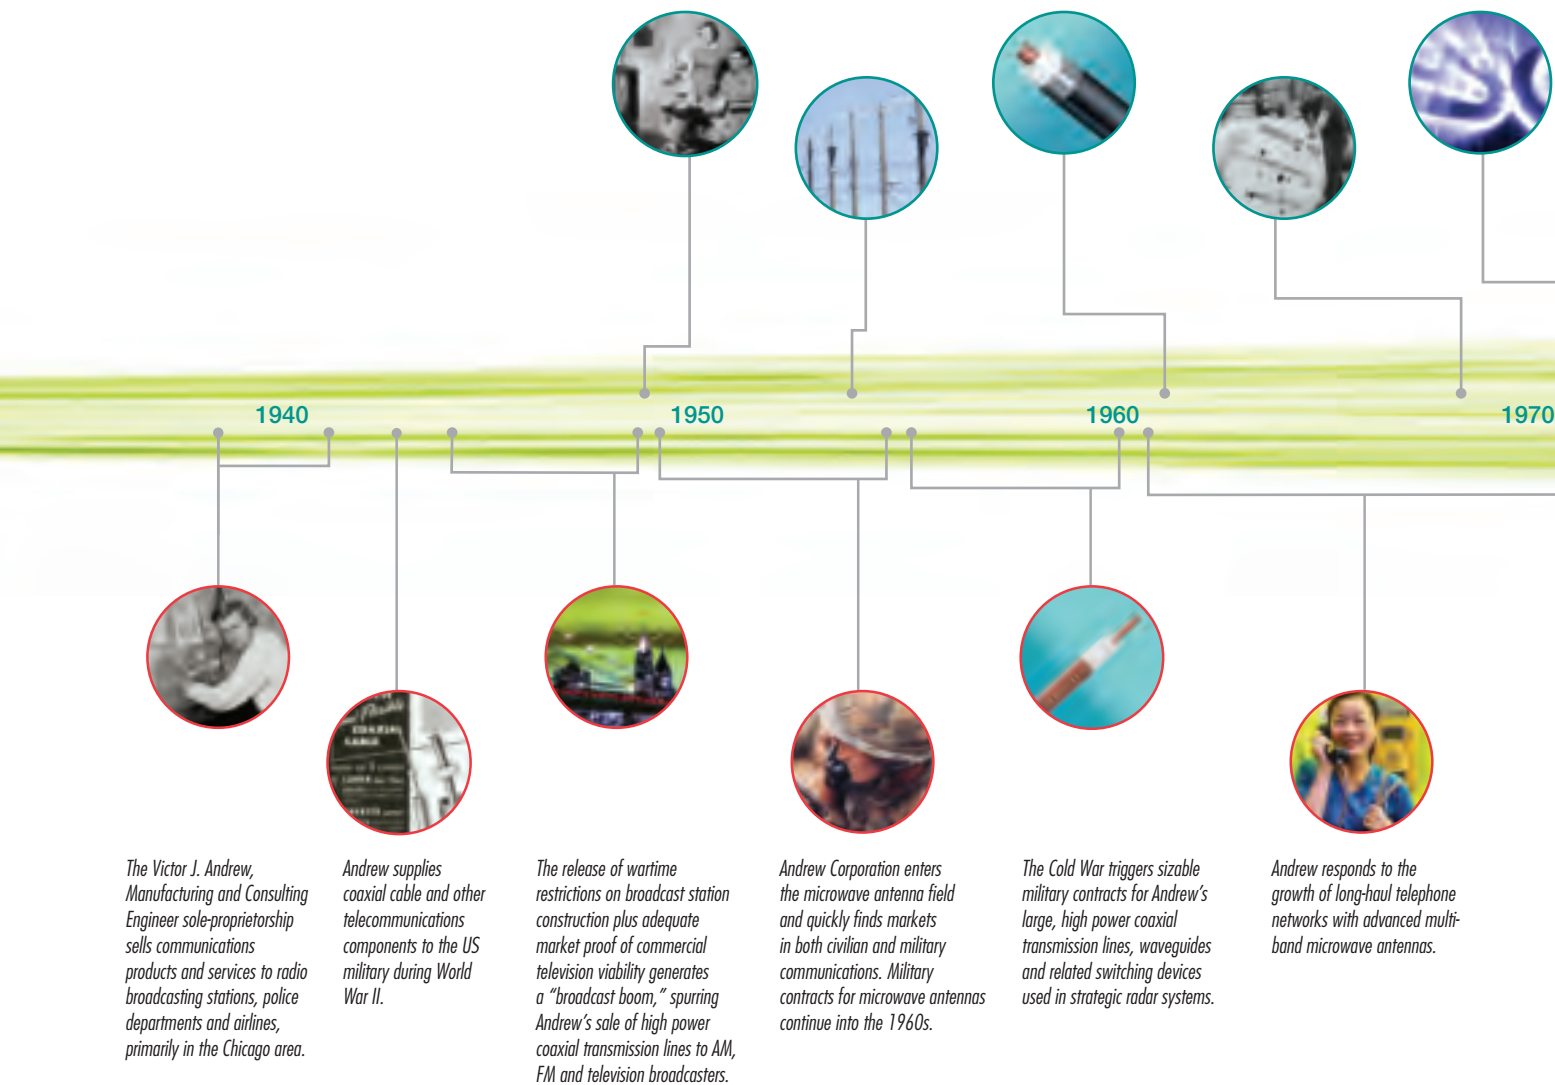 1940
1950
1960
1970
The Victor J. Andrew,
Manufacturing and Consulting
Engineer sole-proprietorship
sells communications
products and services to radio
broadcasting stations, police
departments and airlines,
primarily in the Chicago area.
Andrew supplies
coaxial cable and other
telecommunications
components to the US
military during World
War II.
The release of wartime
restrictions on broadcast station
construction plus adequate
market proof of commercial
television viability generates
a “broadcast boom,” spurring
Andrew’s sale of high power
coaxial transmission lines to AM,
FM and television broadcasters.
Andrew Corporation enters
the microwave antenna field
and quickly finds markets
in both civilian and military
communications. Military
contracts for microwave antennas
continue into the 1960s.
The Cold War triggers sizable
military contracts for Andrew’s
large, high power coaxial
transmission lines, waveguides
and related switching devices
used in strategic radar systems.
Andrew responds to the
growth of long-haul telephone
networks with advanced multi-
band microwave antennas.